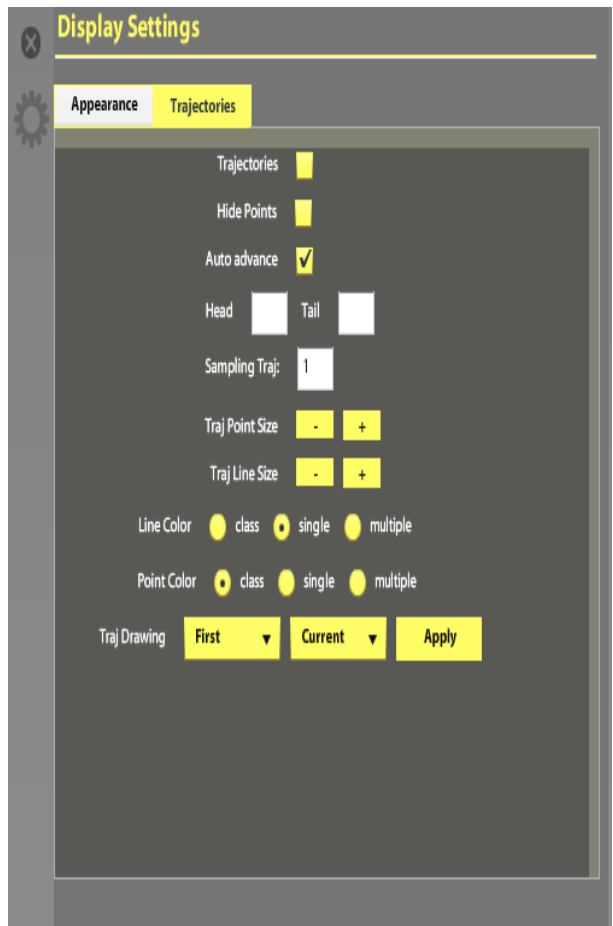 Display Settings
Appearance Trajectories
Trajectories
Hide Points
Auto advance
Head Tail
Sampling Traj: 1
Traj Point Size - +
Traj Line Size - +
Line Color class single multiple
Point Color class single multiple
Traj Drawing First Current Apply